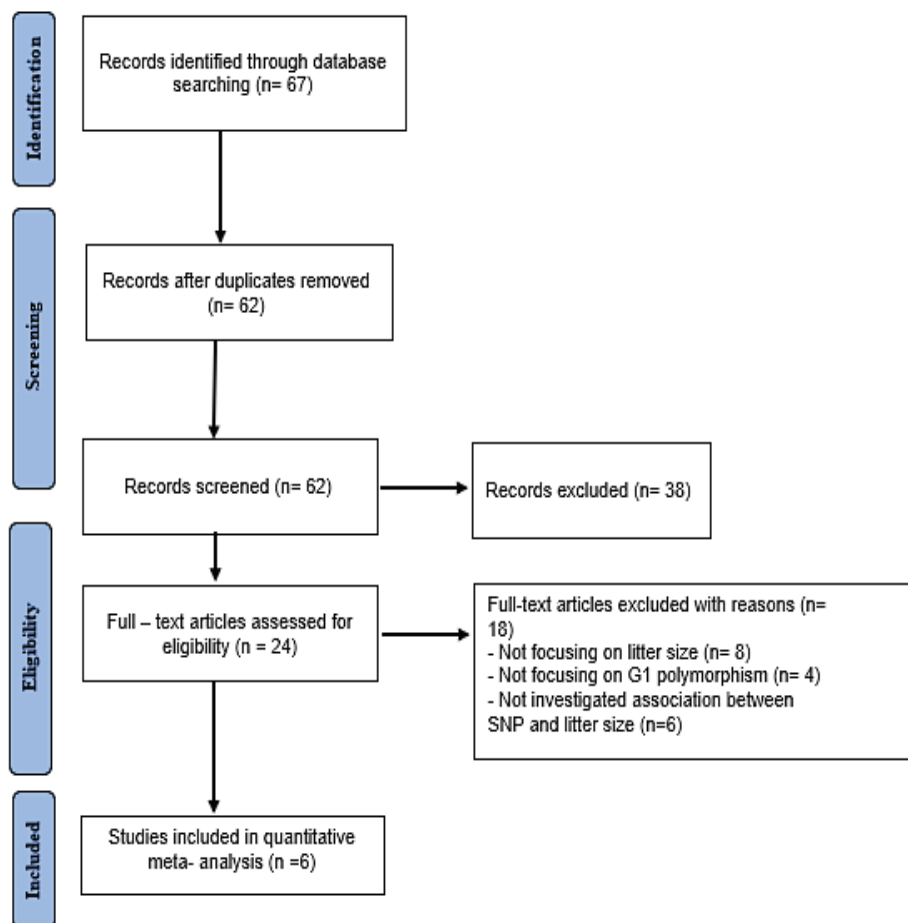 Identification
Records identified through database
searching (n= 67)
Screening
Records after duplicates removed
(n= 62)
Records screened (n= 62)
Records excluded (n= 38)
Eligibility
Full – text articles assessed for
eligibility (n = 24)
Full-text articles excluded with reasons (n=
18)
- Not focusing on litter size (n= 8)
- Not focusing on G1 polymorphism (n= 4)
- Not investigated association between
SNP and litter size (n=6)
Included
Studies included in quantitative
meta- analysis (n =6)